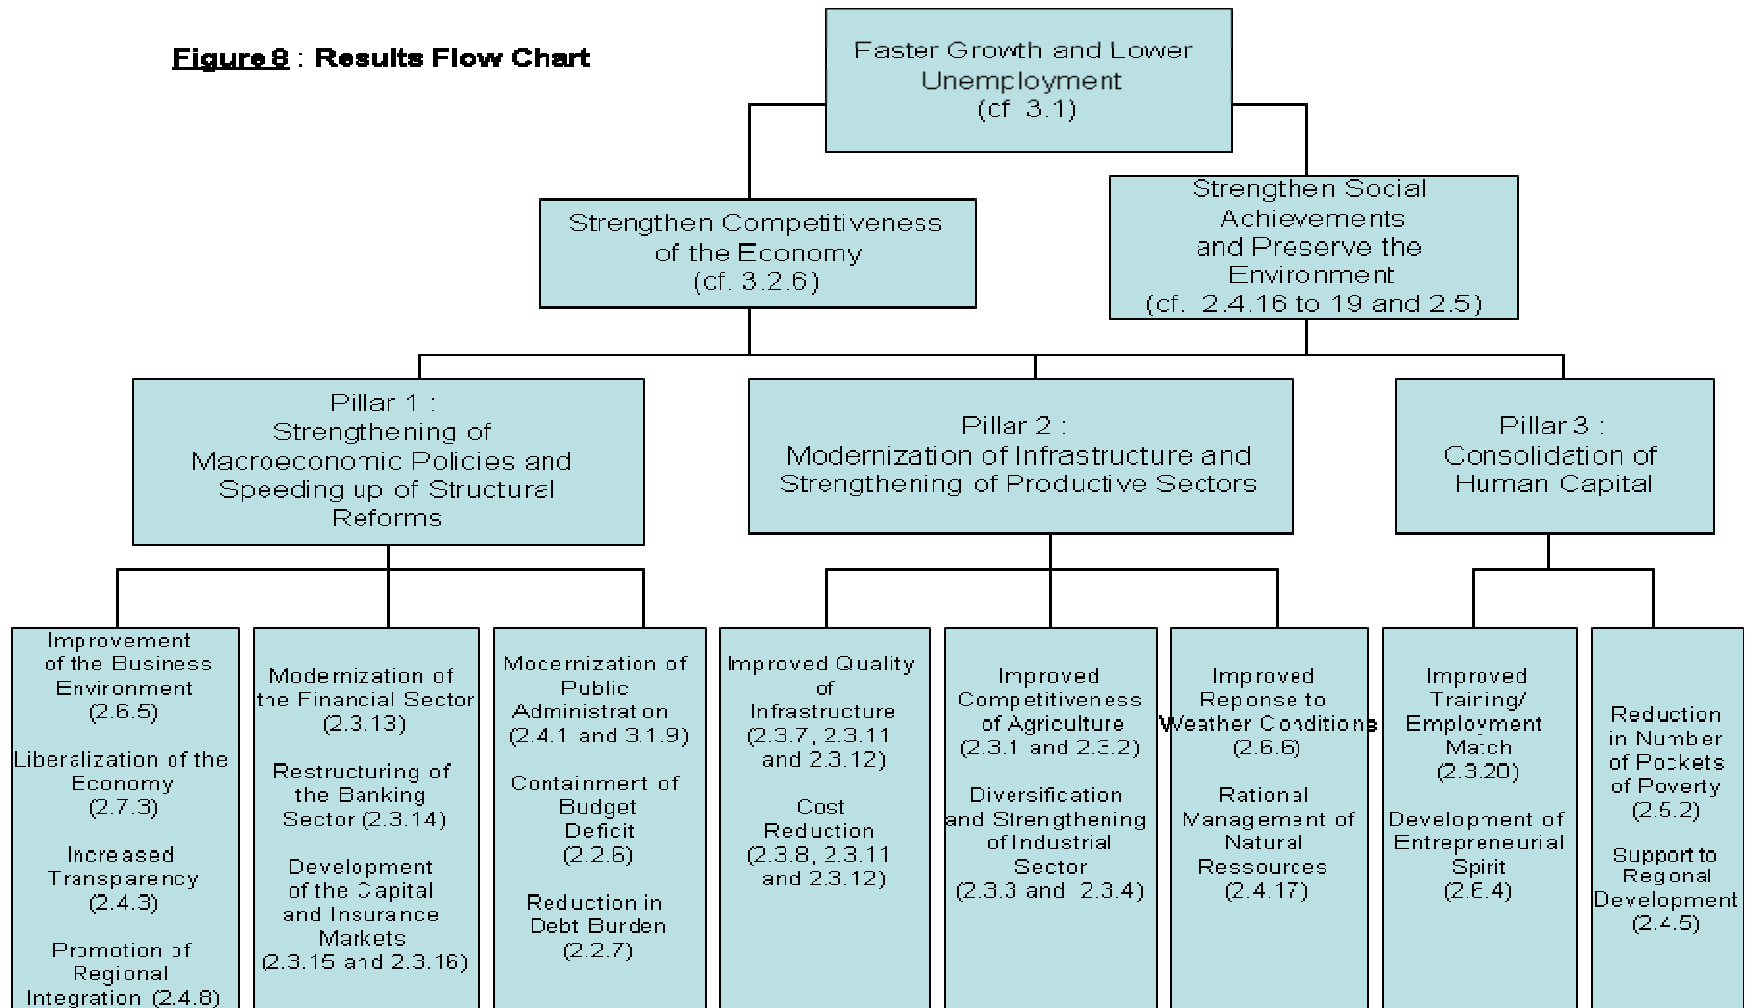 Figure 8 : Results Flow Chart
Faster Growth and Lower
Unemployment
(cf 3.1)
Strengthen Competitiveness
of the Economy
(cf. 3.2.6)
Strengthen Social
Achievements
and Preserve the
Environment
(cf. 2.4.16 to 19 and 2.5)
Pillar 1 :
Strengthening of
Macroeconomic Policies and
Speeding up of Structural
Reforms
Pillar 2 :
Modernization of Infrastructure and
Strengthening of Productive Sectors
Pillar 3 :
Consolidation of
Human Capital
Improvement
of the Business
Environment
(2.6.5)
Liberalization of the
Economy
(2.7.3)
Increased
Transparency
(2.4.3)
Promotion of
Regional
Integration (2.4.8)
Modernization of
the Financial Sector
(2.3.13)
Restructuring of
the Banking
Sector (2.3.14)
Development
of the Capital
and Insurance
Markets
(2.3.15 and 2.3.16)
Modernization of
Public
Administration
(2.4.1 and 3.1.9)
Containment of
Budget
Deficit
(2.2.6)
Reduction in
Debt Burden
(2.2.7)
Improved Quality
of
Infrastructure
(2.3.7, 2.3.11
and 2.3.12)
Cost
Reduction
(2.3.8, 2.3.11
and 2.3.12)
Improved
Competitiveness
of Agriculture
(2.3.1 and 2.3.2)
Diversification
and Strengthening
of Industrial
Sector
(2.3.3 and 2.3.4)
Improved
Reponse to
Weather Conditions
(2.6.6)
Rational
Management of
Natural
Ressources
(2.4.17)
Improved
Training/
Employment
Match
(2.3.20)
Development of
Entrepreneurial
Spirit
(2.6.4)
Reduction
in Number
of Pockets
of Poverty
(2.5.2)
Support to
Regional
Development
(2.4.5)